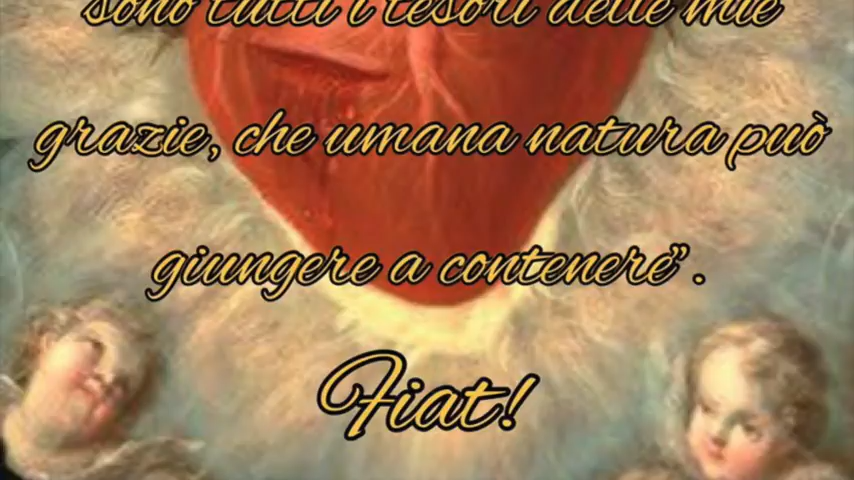 sono tutti i tesori delle mie
grazie, che umana natura può
giungere a contenere”.
Fiat!